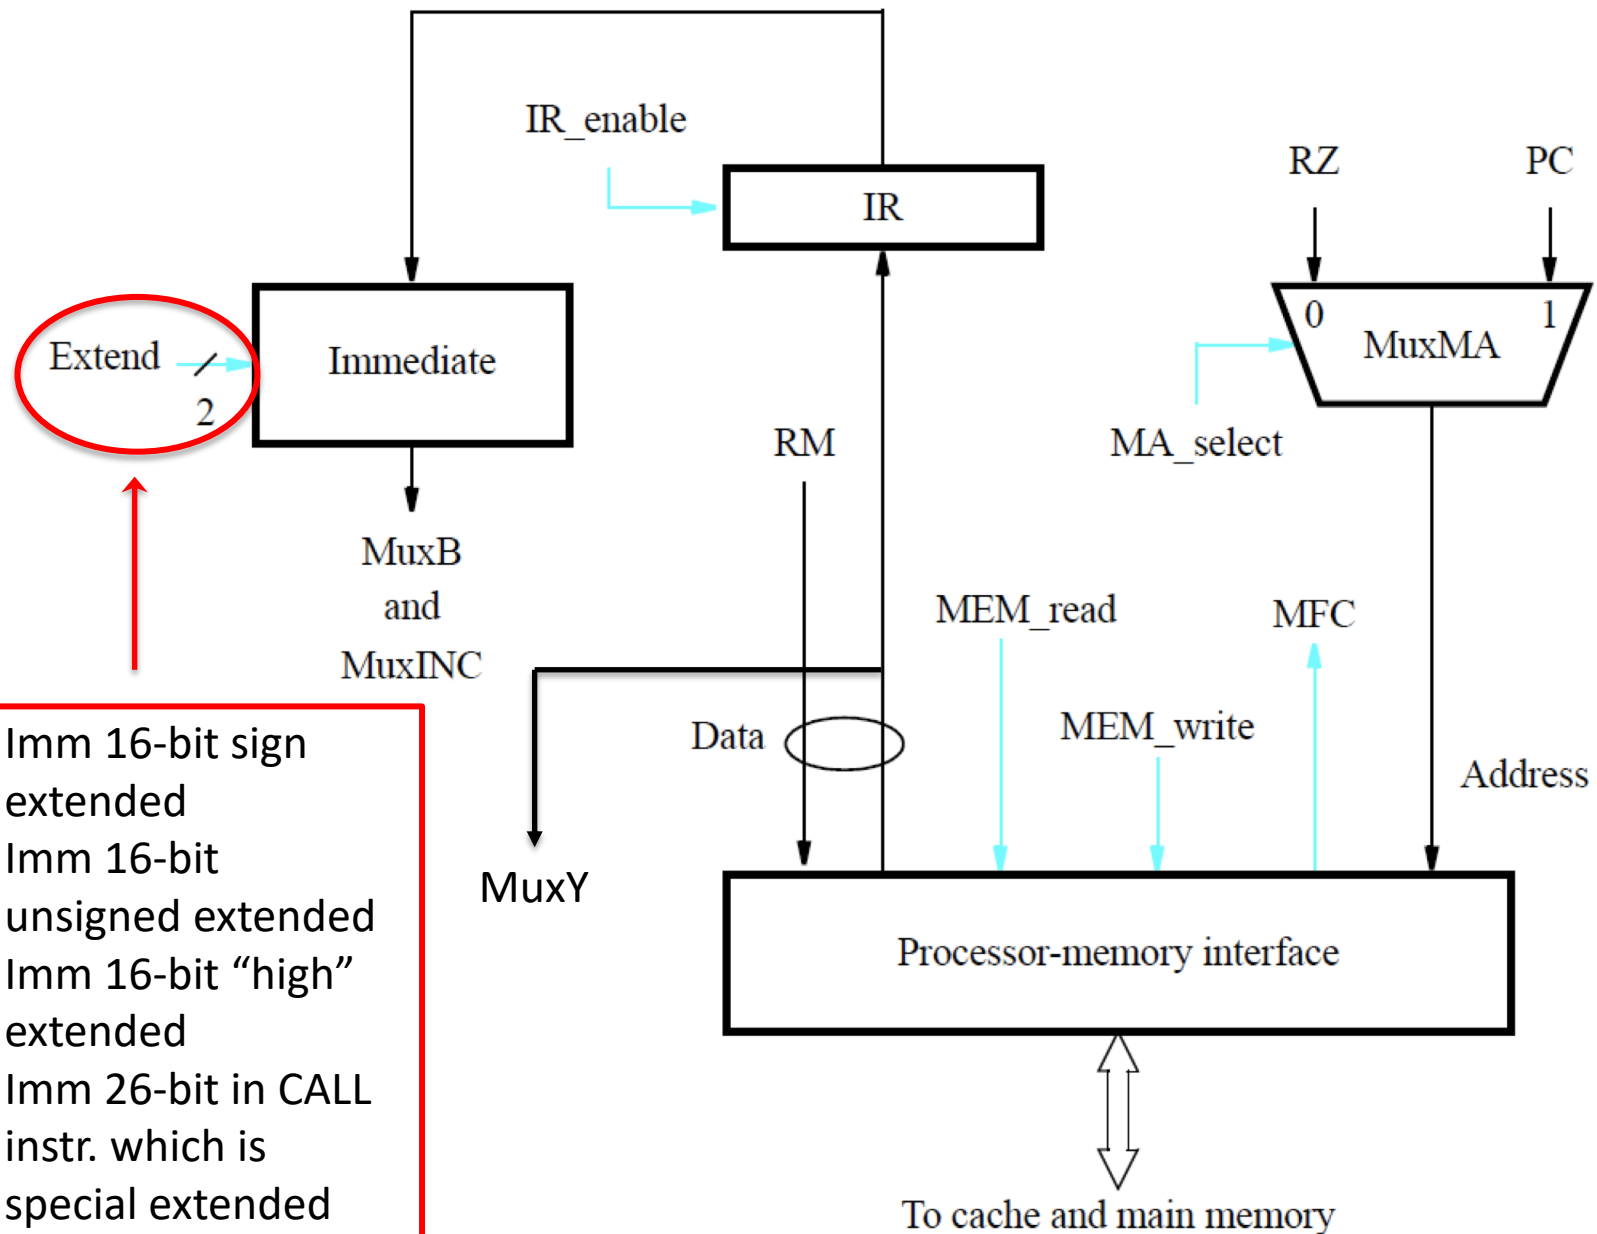 IR_enable
IR
RZ
PC
0
1
MuxMA
Extend
2
Immediate
MA_select
RM
MuxB
and
MuxINC
MEM_read
MFC
Data
MEM_write
Address
MuxY
Processor-memory interface
To cache and main memory
Imm 16-bit sign
extended
Imm 16-bit
unsigned extended
Imm 16-bit “high”
extended
Imm 26-bit in CALL
instr. which is
special extended